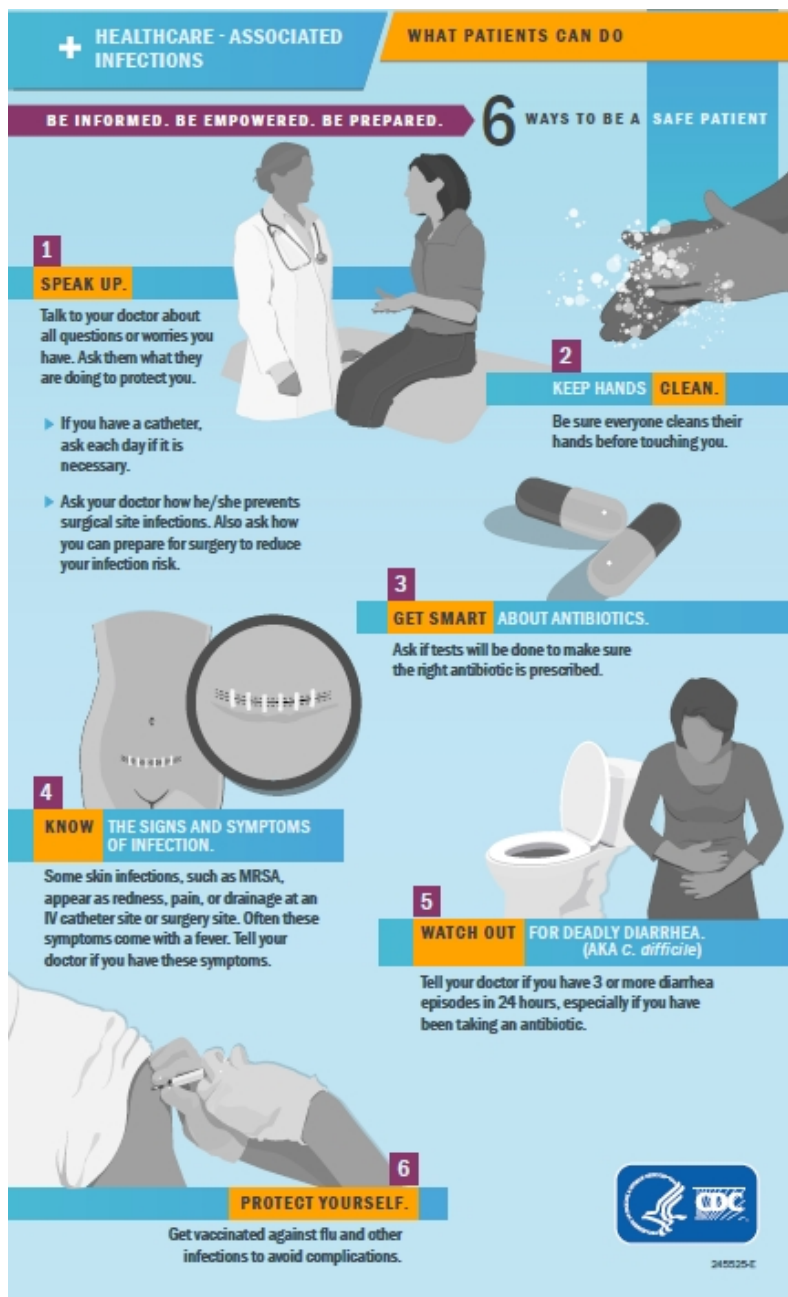 HEALTHCARE - ASSOCIATED
INFECTIONS
WHAT PATIENTS CAN DO
BE INFORMED. BE EMPOWERED. BE PREPARED.
6 WAYS TO BE A SAFE PATIENT
1
SPEAK UP.
Talk to your doctor about
all questions or worries you
have. Ask them what they
are doing to protect you.
If you have a catheter,
ask each day if it is
necessary.
Ask your doctor how he/she prevents
surgical site infections. Also ask how
you can prepare for surgery to reduce
your infection risk.
2
KEEP HANDS CLEAN.
Be sure everyone cleans their
hands before touching you.
3
GET SMART ABOUT ANTIBIOTICS.
Ask if tests will be done to make sure
the right antibiotic is prescribed.
4
KNOW THE SIGNS AND SYMPTOMS
OF INFECTION.
Some skin infections, such as MRSA,
appear as redness, pain, or drainage at an
IV catheter site or surgery site. Often these
symptoms come with a fever. Tell your
doctor if you have these symptoms.
5
WATCH OUT FOR DEADLY DIARRHEA.
(AKA C. difficile)
Tell your doctor if you have 3 or more diarrhea
episodes in 24 hours, especially if you have
been taking an antibiotic.
6
PROTECT YOURSELF.
Get vaccinated against flu and other
infections to avoid complications.
CDC
245525-E